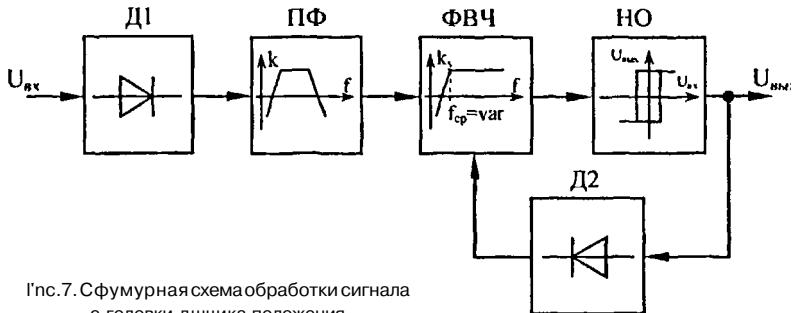 Д1 ПФ ФВЧ НО
Uвх k f k f fср=var Uвых Uвх Uвых
Д2
I'nc.7. Сфумурная схема обработки сигнала